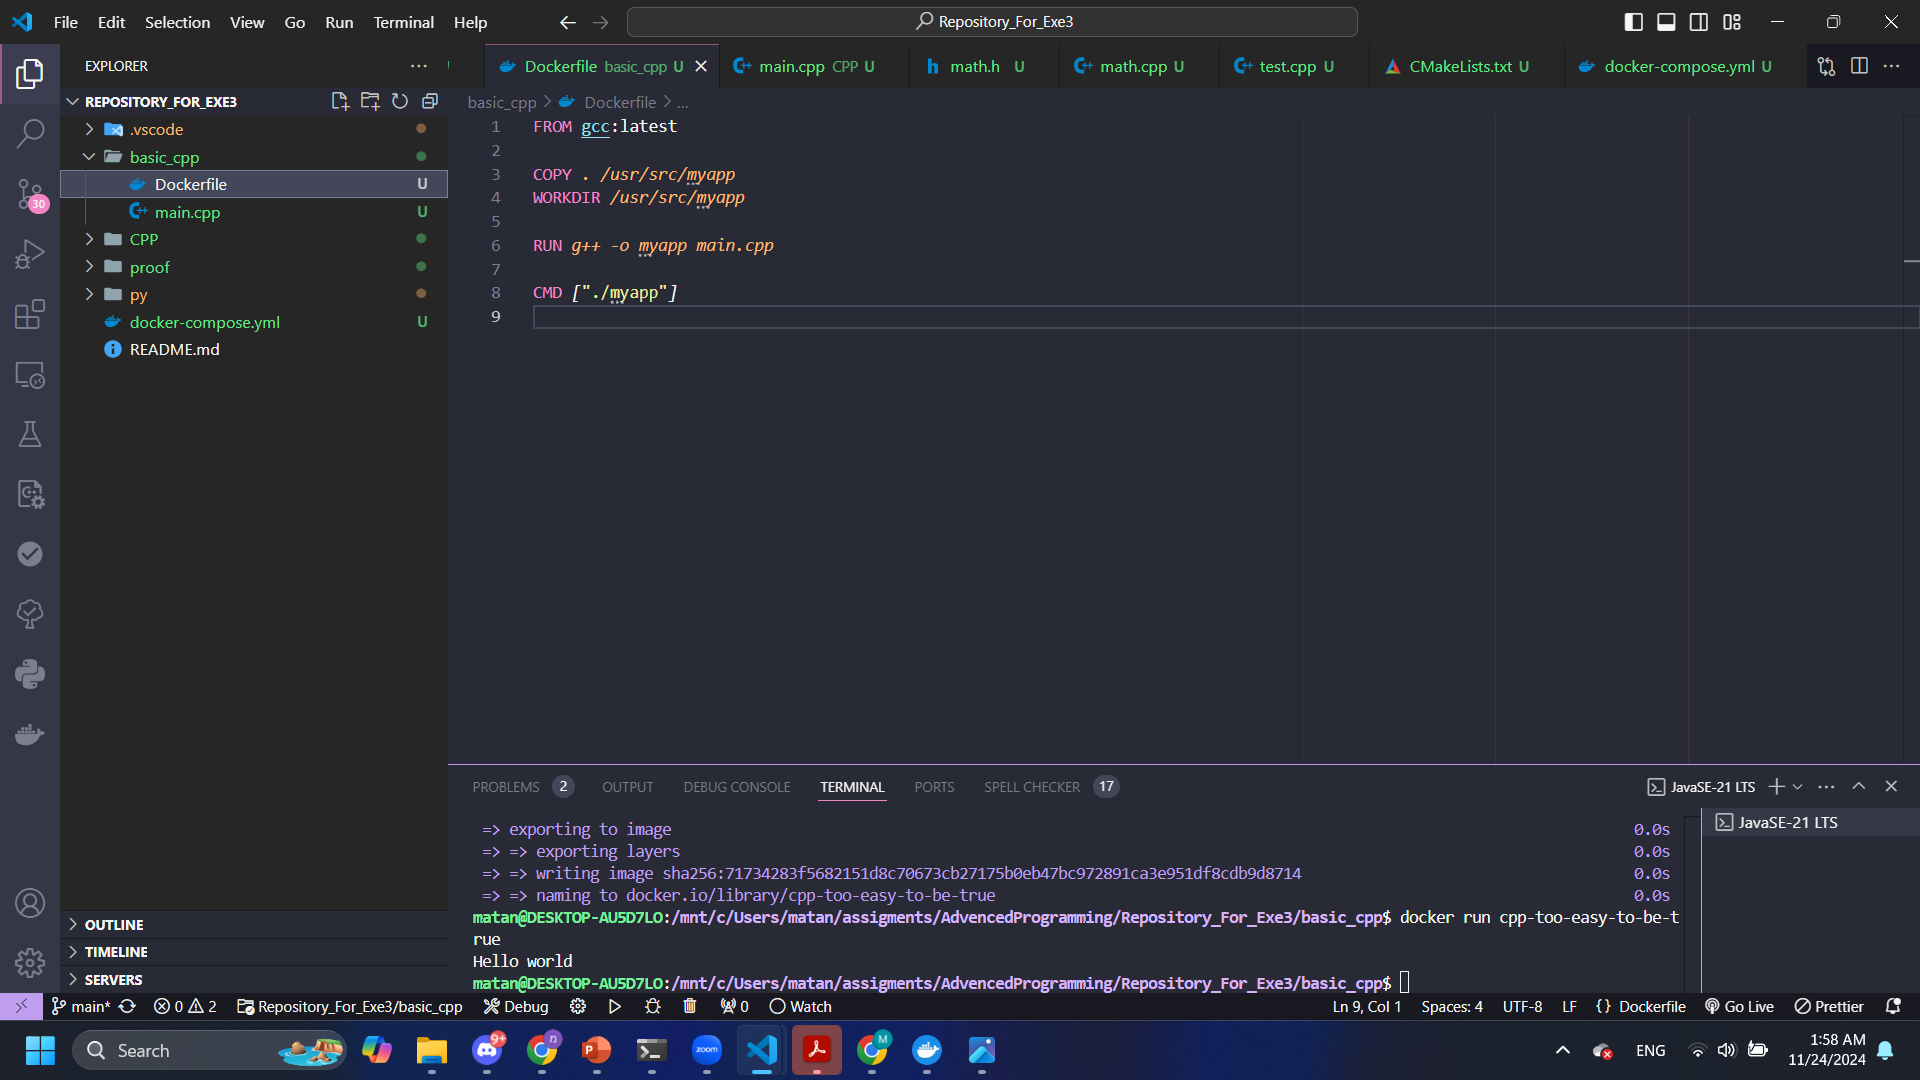 File Edit Selection View Go Run Terminal Help
Repository_For_Exe3
EXPLORER
REPOSITORY_FOR_EXE3
.vscode
basic_cpp
Dockerfile U
main.cpp U
CPP
proof
py
docker-compose.yml U
README.md
OUTLINE
TIMELINE
SERVERS
30
Dockerfile basic_cpp U
main.cpp CPP U
math.h U
math.cpp U
test.cpp U
CMakeLists.txt U
docker-compose.yml U
basic_cpp > Dockerfile > ...
1 FROM gcc:latest
2
3 COPY . /usr/src/myapp
4 WORKDIR /usr/src/myapp
5
6 RUN g++ -o myapp main.cpp
7
8 CMD ["./myapp"]
9
PROBLEMS 2 OUTPUT DEBUG CONSOLE TERMINAL PORTS SPELL CHECKER 17
JavaSE-21 LTS
JavaSE-21 LTS
=> exporting to image 0.0s
=> => exporting layers 0.0s
=> => writing image sha256:71734283f5682151d8c70673cb27175b0eb47bc972891ca3e951df8cdb9d8714 0.0s
=> => naming to docker.io/library/cpp-too-easy-to-be-true 0.0s
matan@DESKTOP-AU5D7LO:/mnt/c/Users/matan/assigments/AdvencedProgramming/Repository_For_Exe3/basic_cpp$ docker run cpp-too-easy-to-be-t
rue
Hello world
matan@DESKTOP-AU5D7LO:/mnt/c/Users/matan/assigments/AdvencedProgramming/Repository_For_Exe3/basic_cpp$
main* 0 2 Repository_For_Exe3/basic_cpp Debug 0 Watch
Ln 9, Col 1 Spaces: 4 UTF-8 LF {} Dockerfile Go Live Prettier
Search
9+
n
P
zoom
M
ENG
1:58 AM
11/24/2024